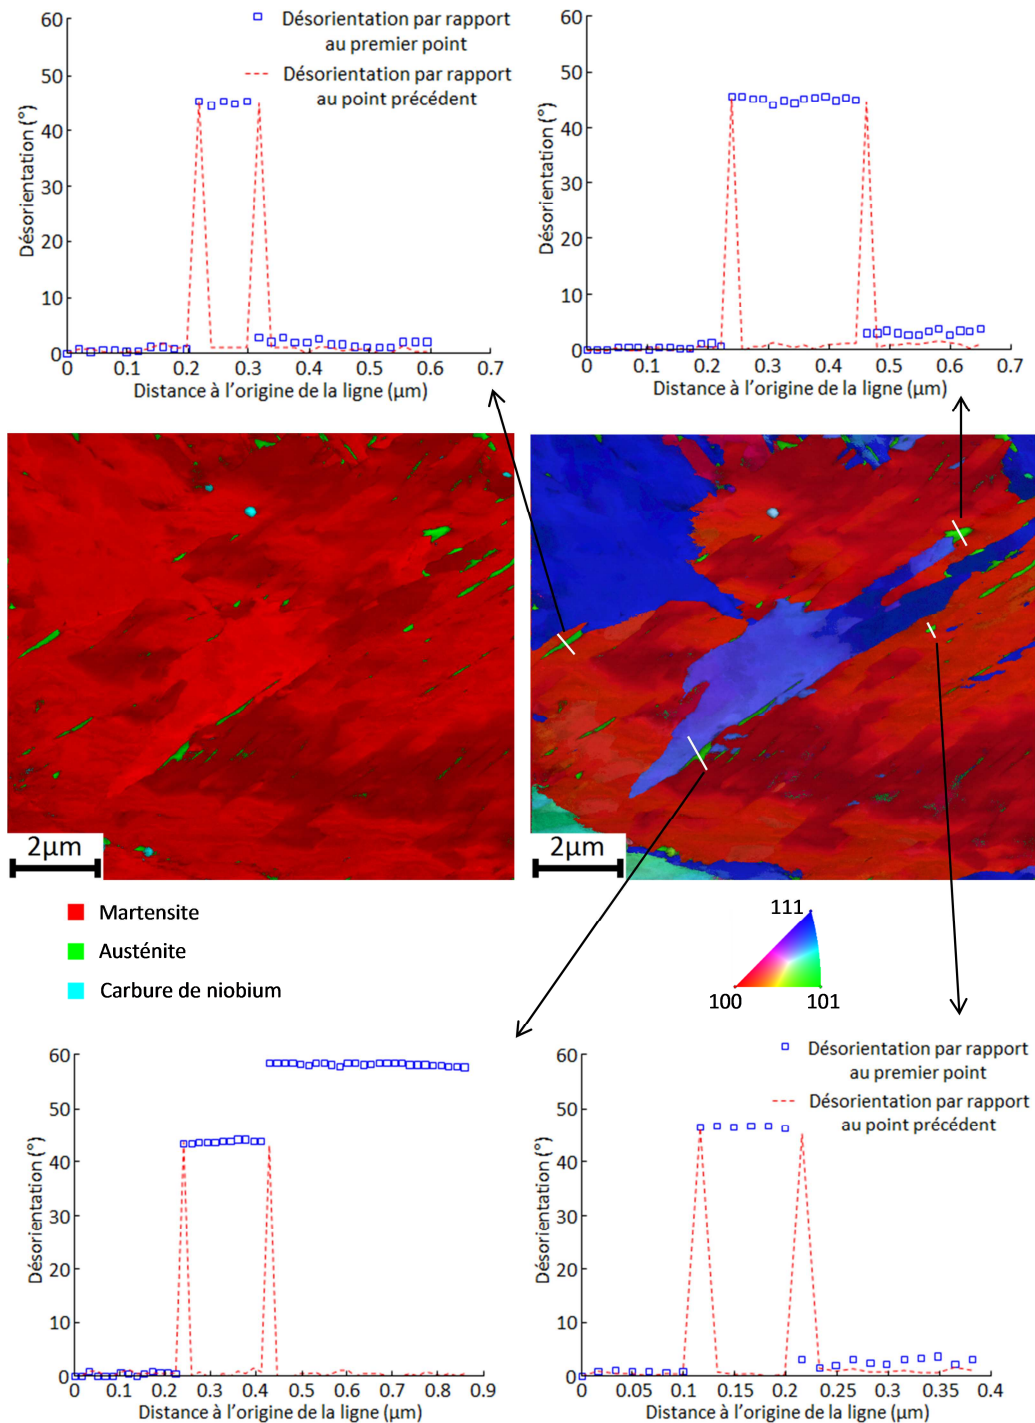 60
50
40
30
20
10
0
Désorientation (°)
Désorientation par rapport
au premier point
Désorientation par rapport
au point précédent
0 0.1 0.2 0.3 0.4 0.5 0.6 0.7
Distance à l’origine de la ligne (µm)
60
50
40
30
20
10
0
Désorientation (°)
0 0.1 0.2 0.3 0.4 0.5 0.6 0.7
Distance à l’origine de la ligne (µm)
2µm
2µm
Martensite
Austénite
Carbure de niobium
111
100 101
60
50
40
30
20
10
0
Désorientation (°)
0 0.1 0.2 0.3 0.4 0.5 0.6 0.7 0.8 0.9
Distance à l’origine de la ligne (µm)
60
50
40
30
20
10
0
Désorientation (°)
Désorientation par rapport
au premier point
Désorientation par rapport
au point précédent
0 0.05 0.1 0.15 0.2 0.25 0.3 0.35 0.4
Distance à l’origine de la ligne (µm)